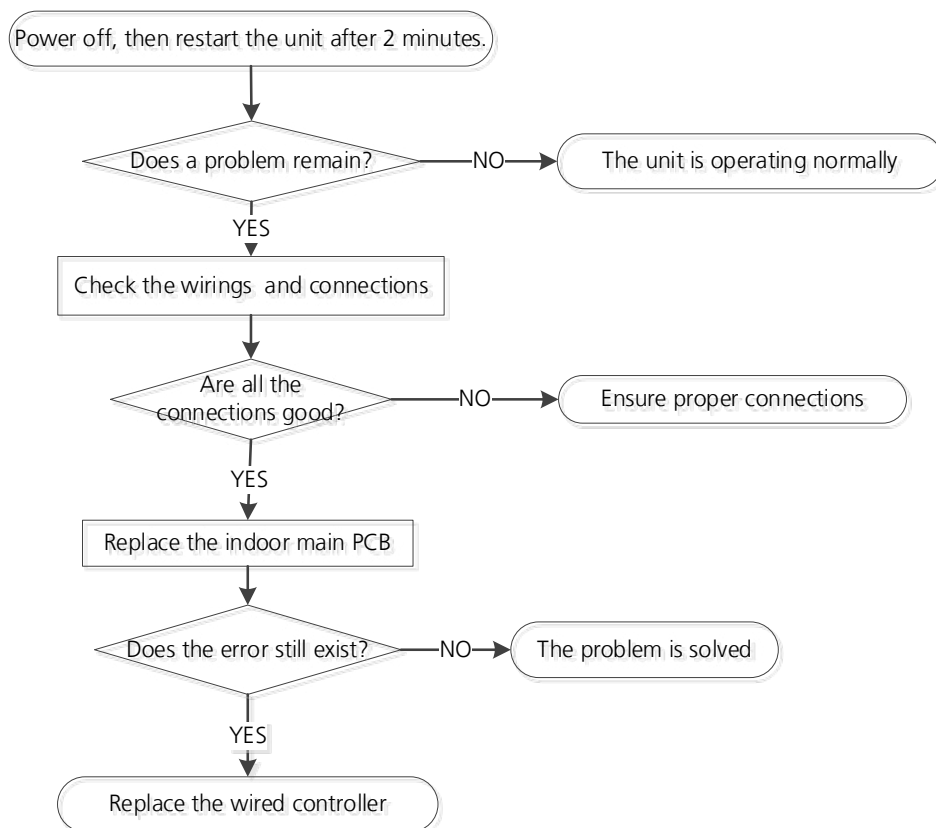 Power off, then restart the unit after 2 minutes.
Does a problem remain?
NO
The unit is operating normally
YES
Check the wirings and connections
Are all the
connections good?
NO
Ensure proper connections
YES
Replace the indoor main PCB
Does the error still exist?
NO
The problem is solved
YES
Replace the wired controller